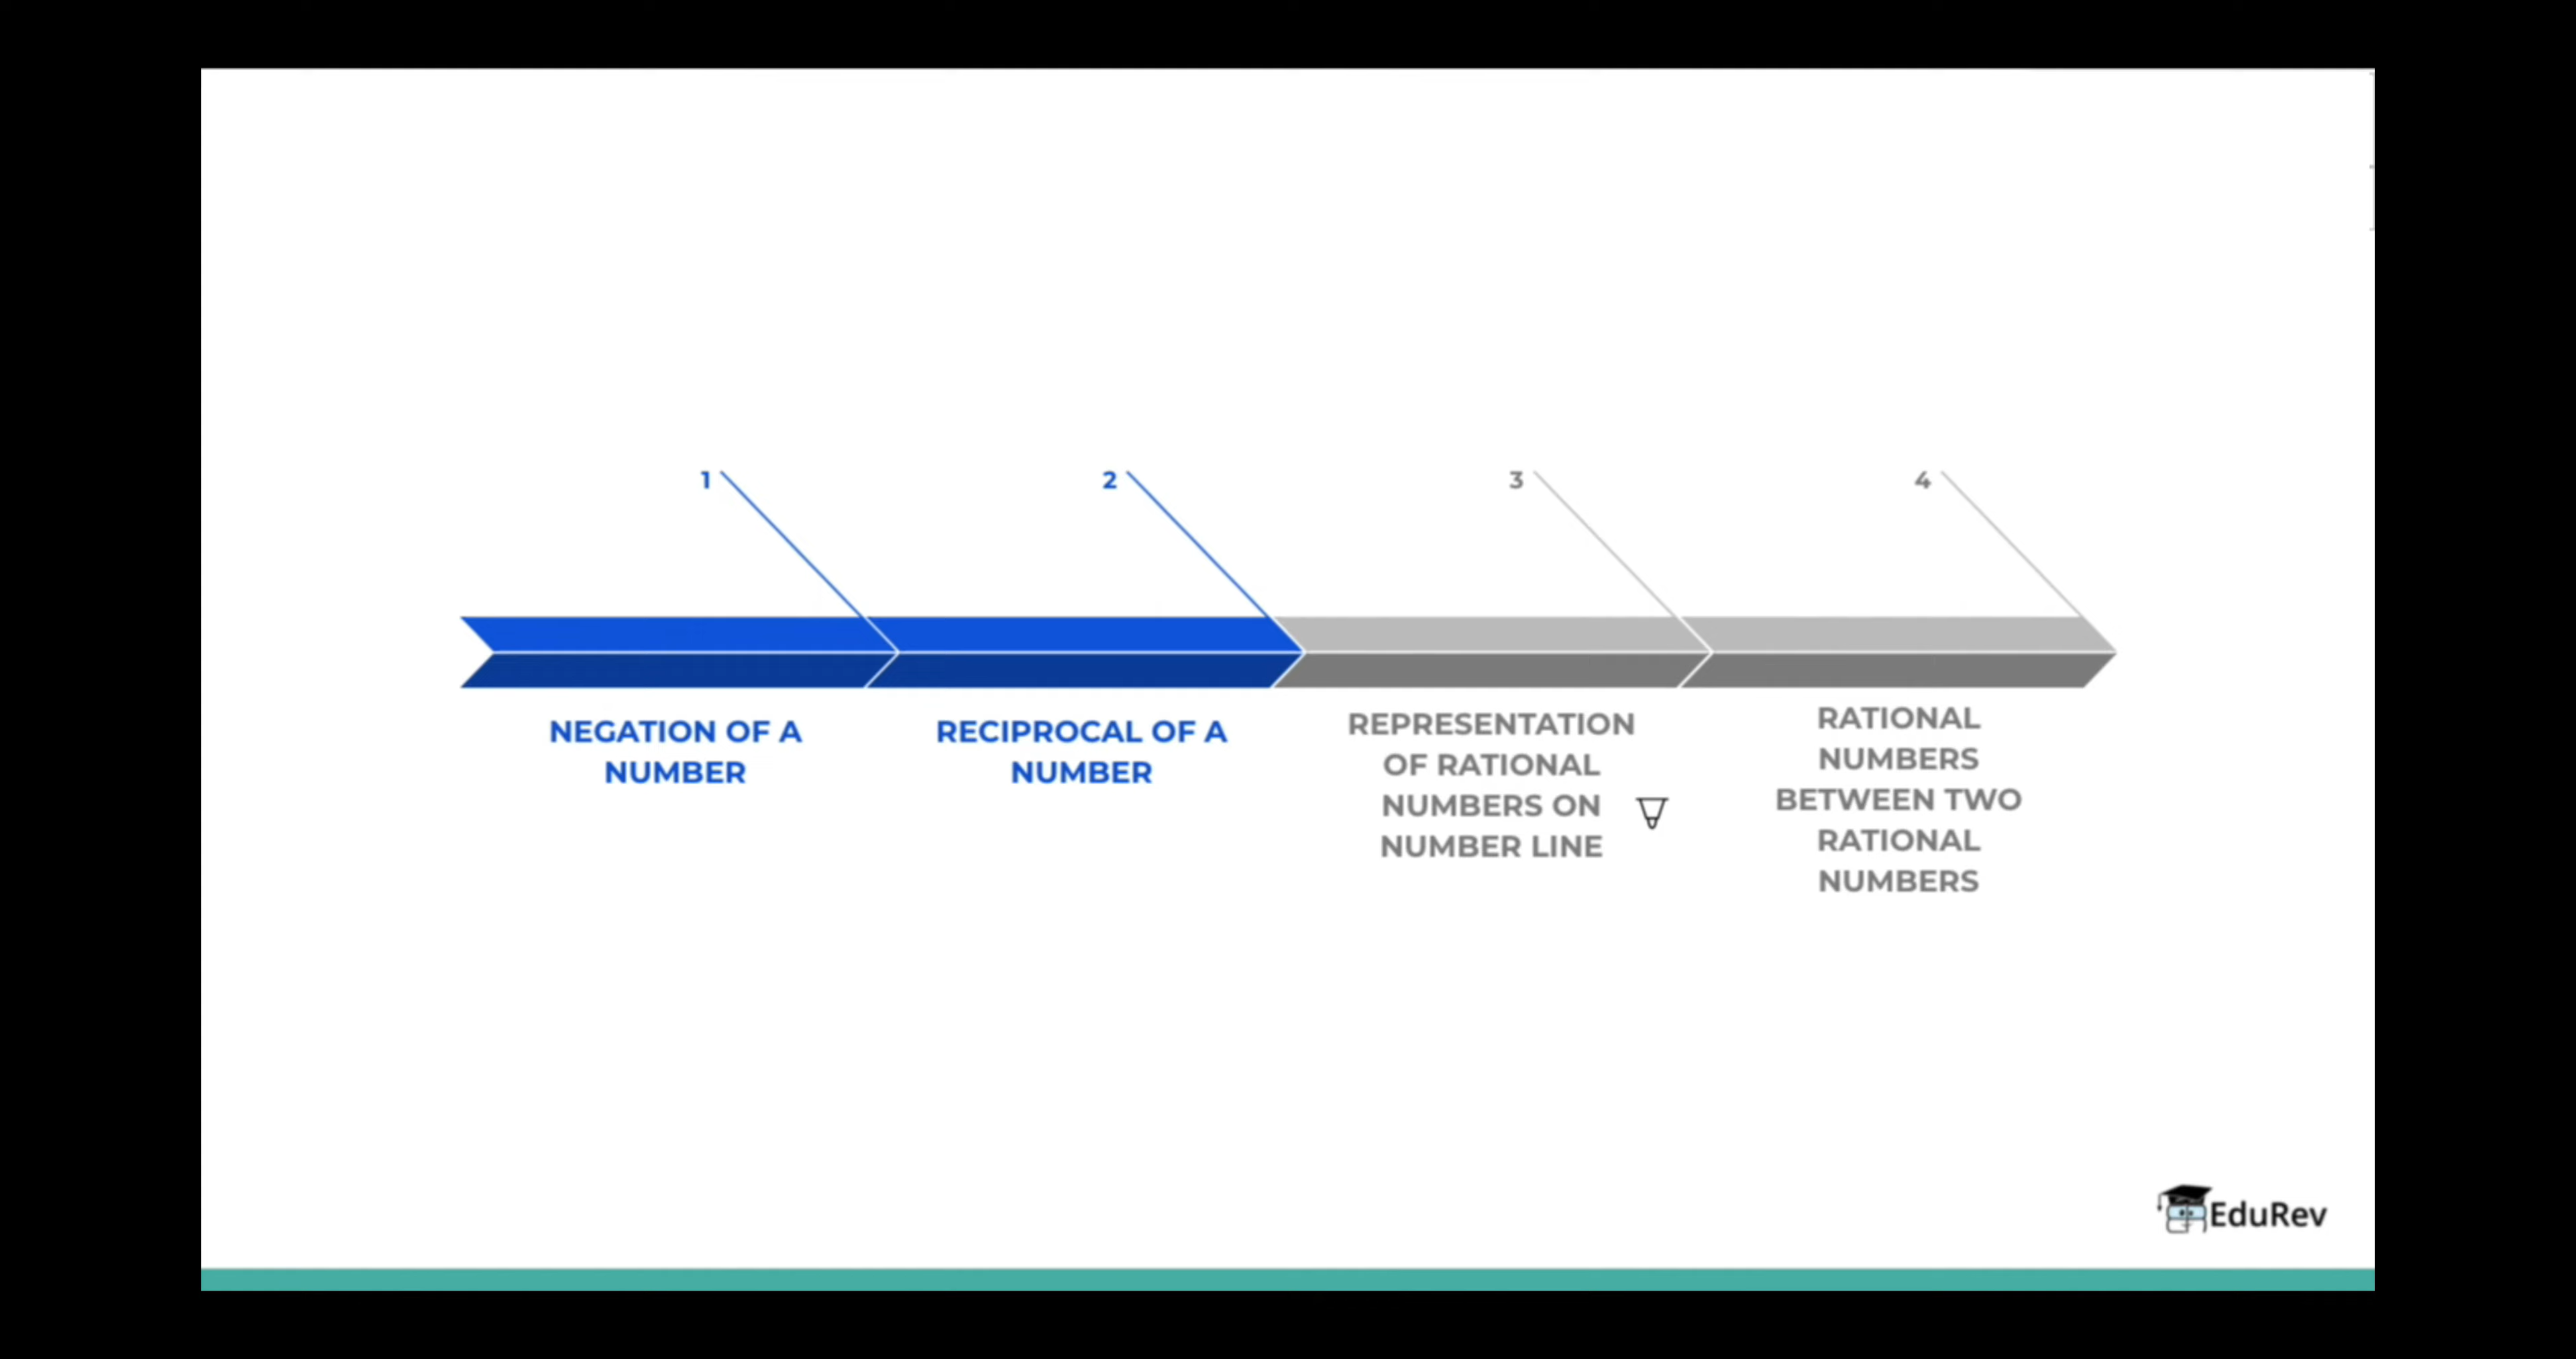 1
2
3
4
NEGATION OF A
NUMBER
RECIPROCAL OF A
NUMBER
REPRESENTATION
OF RATIONAL
NUMBERS ON
NUMBER LINE
RATIONAL
NUMBERS
BETWEEN TWO
RATIONAL
NUMBERS
EduRev